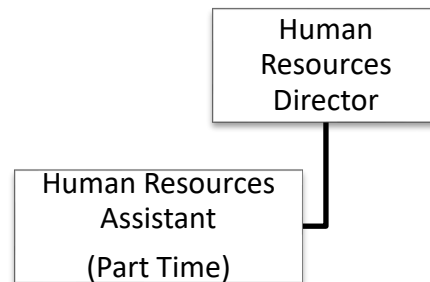 Human
Resources
Director
Human Resources
Assistant
(Part Time)